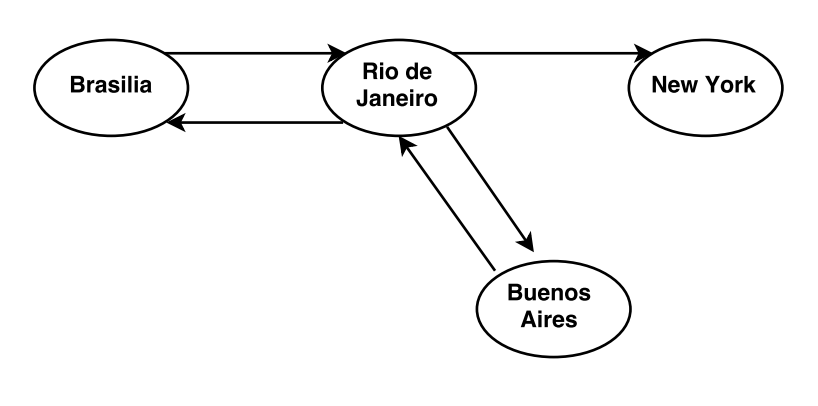 Brasilia
Rio de
Janeiro
New York
Buenos
Aires